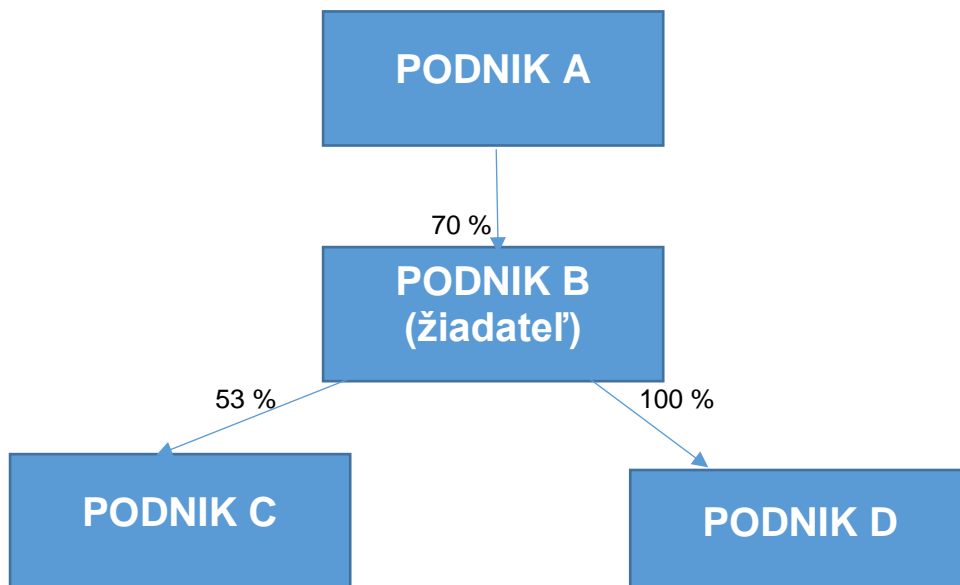 PODNIK A
70 %
PODNIK B
(žiadateľ)
53 %
100 %
PODNIK C
PODNIK D